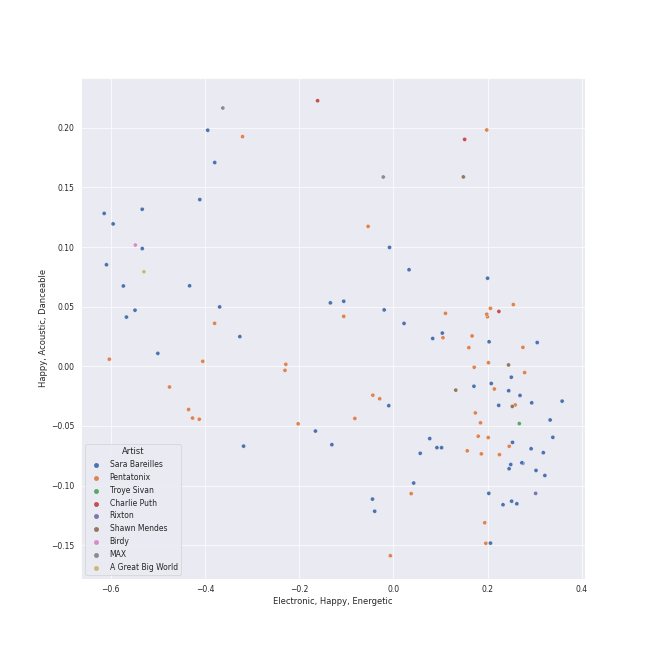 0.20
0.15
0.10
0.05
0.00
−0.05
−0.10
−0.15
Happy, Acoustic, Danceable
Artist
Sara Bareilles
Pentatonix
Troye Sivan
Charlie Puth
Rixton
Shawn Mendes
Birdy
MAX
A Great Big World
−0.6
−0.4
−0.2
0.0
0.2
0.4
Electronic, Happy, Energetic